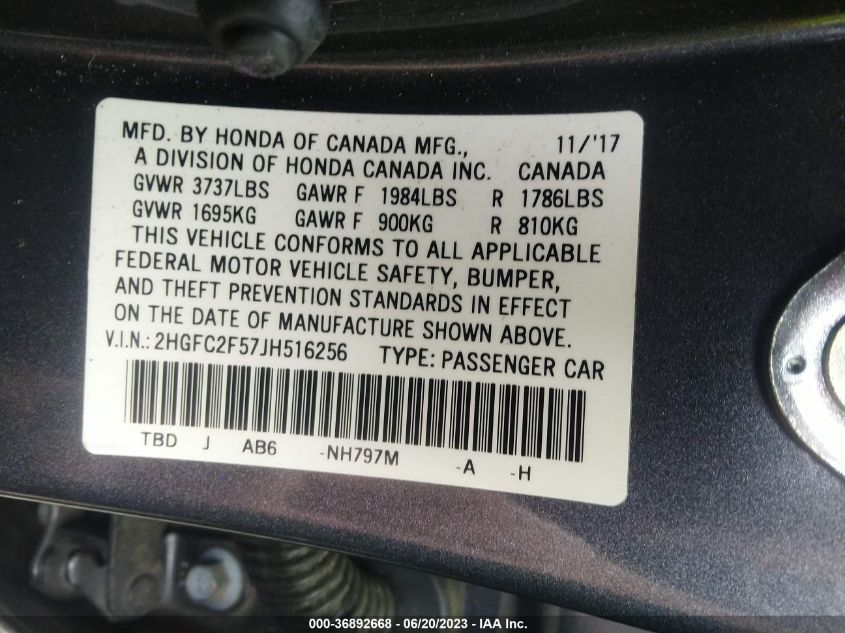 MFD. BY HONDA OF CANADA MFG., 11/'17
A DIVISION OF HONDA CANADA INC. CANADA
GVWR 3737LBS GAWR F 1984LBS R 1786LBS
GVWR 1695KG GAWR F 900KG R 810KG
THIS VEHICLE CONFORMS TO ALL APPLICABLE
FEDERAL MOTOR VEHICLE SAFETY, BUMPER,
AND THEFT PREVENTION STANDARDS IN EFFECT
ON THE DATE OF MANUFACTURE SHOWN ABOVE.
V.I.N.: 2HGFC2F57JH516256 TYPE: PASSENGER CAR
TBD J AB6 -NH797M -A -H
000-36892668 - 06/20/2023 - IAA Inc.